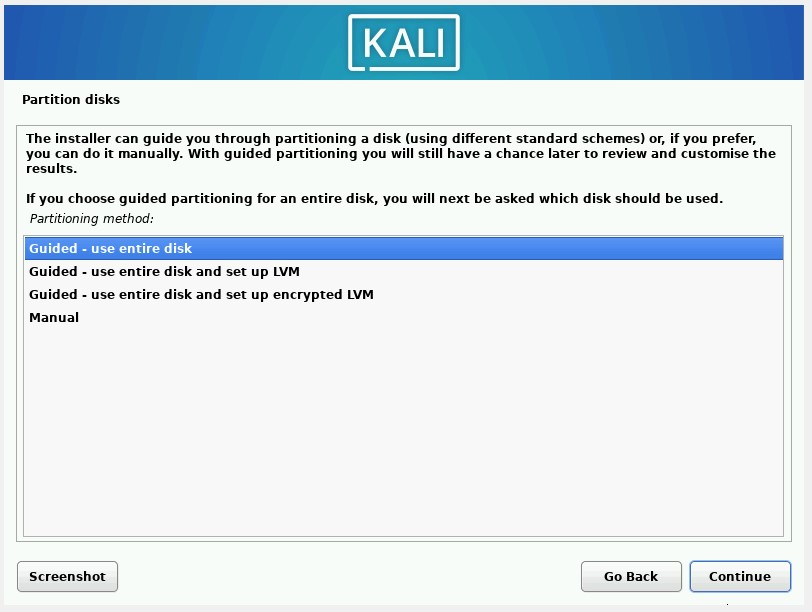 KALI
Partition disks
The installer can guide you through partitioning a disk (using different standard schemes) or, if you prefer,
you can do it manually. With guided partitioning you will still have a chance later to review and customise the
results.
If you choose guided partitioning for an entire disk, you will next be asked which disk should be used.
Partitioning method:
Guided - use entire disk
Guided - use entire disk and set up LVM
Guided - use entire disk and set up encrypted LVM
Manual
Screenshot
Go Back
Continue